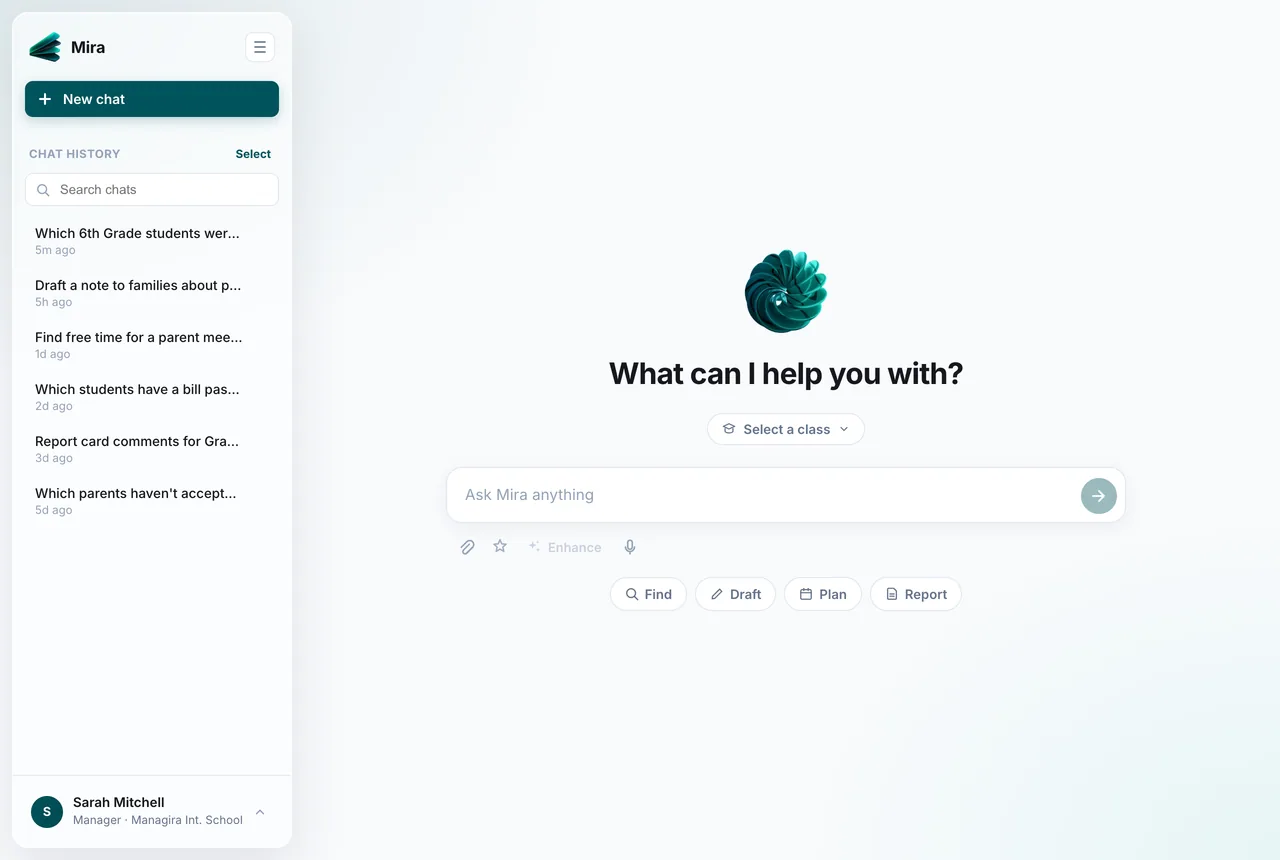 Mira
New chat
CHAT HISTORY
Select
Search chats
Which 6th Grade students wer...
5m ago
Draft a note to families about p...
5h ago
Find free time for a parent mee...
1d ago
Which students have a bill pas...
2d ago
Report card comments for Gra...
3d ago
Which parents haven't accept...
5d ago
S
Sarah Mitchell
Manager · Managira Int. School
What can I help you with?
Select a class
Ask Mira anything
Enhance
Find
Draft
Plan
Report